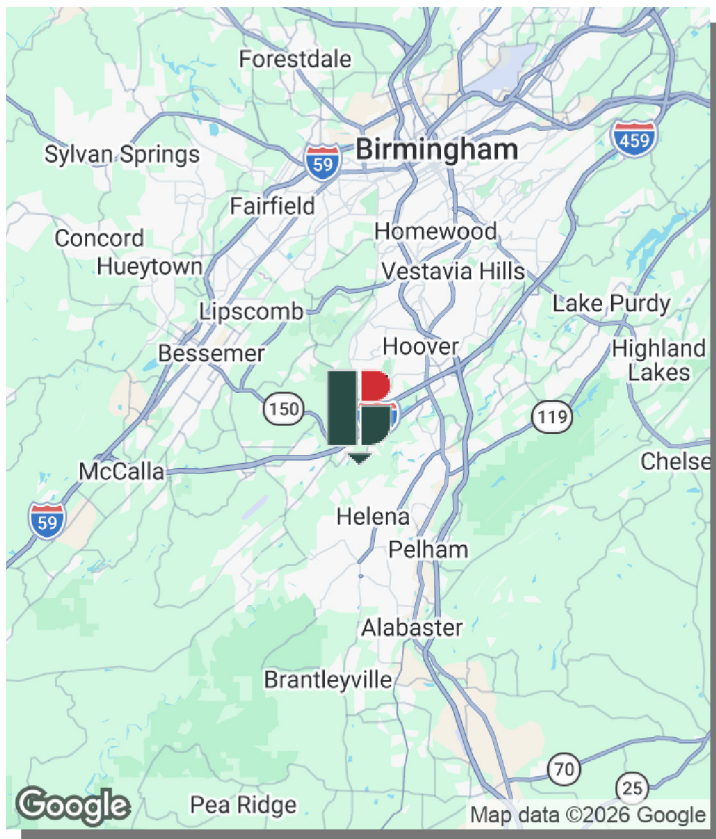 Forestdale
Birmingham
459
Sylvan Springs
59
Fairfield
Homewood
Concord
Hueytown
Vestavia Hills
Lipscomb
Lake Purdy
Bessemer
Hoover
Highland
Lakes
150
119
McCalla
Chelse
59
Helena
Pelham
Alabaster
Brantleyville
70
25
Google
Pea Ridge
Map data ©2026 Google